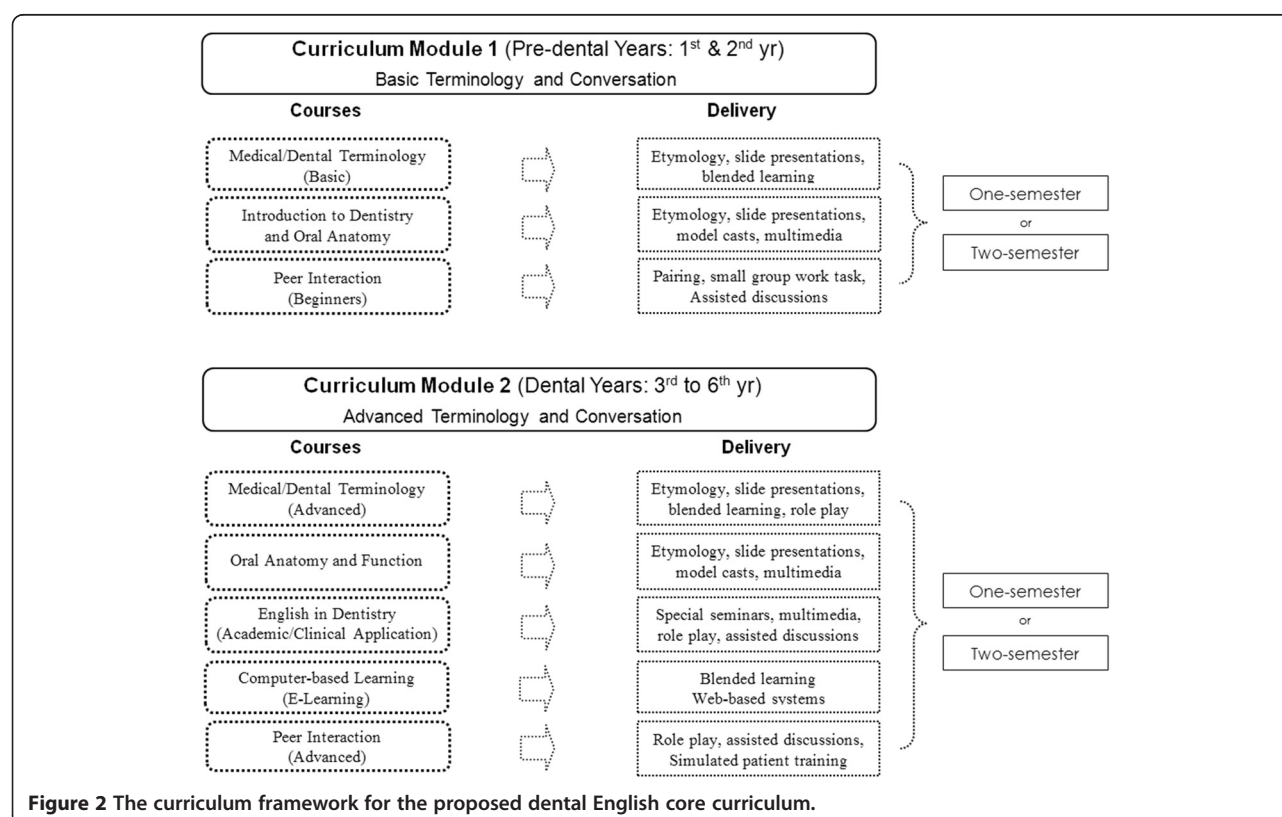 Curriculum Module 1 (Pre-dental Years: 1st & 2nd yr)
Basic Terminology and Conversation
Courses
Delivery
Medical/Dental Terminology
(Basic)
Etymology, slide presentations,
blended learning
Introduction to Dentistry
and Oral Anatomy
Etymology, slide presentations,
model casts, multimedia
Peer Interaction
(Beginners)
Pairing, small group work task,
Assisted discussions
One-semester
or
Two-semester
Curriculum Module 2 (Dental Years: 3rd to 6th yr)
Advanced Terminology and Conversation
Courses
Delivery
Medical/Dental Terminology
(Advanced)
Etymology, slide presentations,
blended learning, role play
Oral Anatomy and Function
Etymology, slide presentations,
model casts, multimedia
English in Dentistry
(Academic/Clinical Application)
Special seminars, multimedia,
role play, assisted discussions
Computer-based Learning
(E-Learning)
Blended learning
Web-based systems
Peer Interaction
(Advanced)
Role play, assisted discussions,
Simulated patient training
One-semester
or
Two-semester
Figure 2 The curriculum framework for the proposed dental English core curriculum.